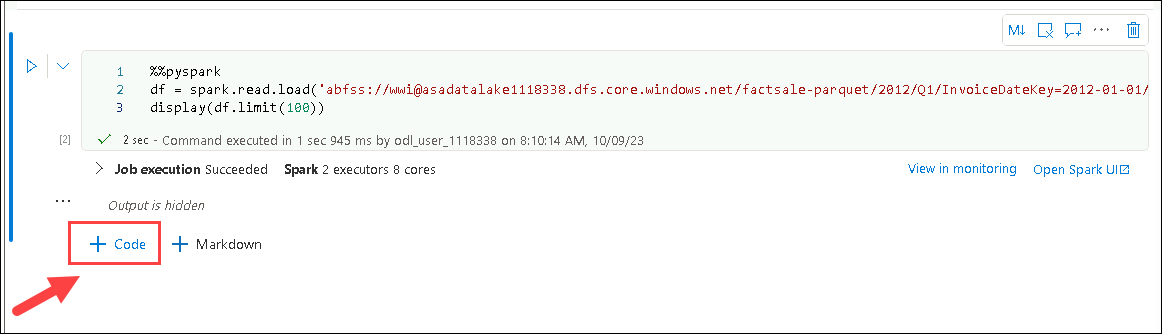 M↓
1 %%pyspark
2 df = spark.read.load('abfss://wwi@asadatalake1118338.dfs.core.windows.net/factsale-parquet/2012/Q1/InvoiceDateKey=2012-01-01/
3 display(df.limit(100))
[2] 2 sec - Command executed in 1 sec 945 ms by odl_user_1118338 on 8:10:14 AM, 10/09/23
Job execution Succeeded Spark 2 executors 8 cores View in monitoring Open Spark UI
Output is hidden
+ Code + Markdown